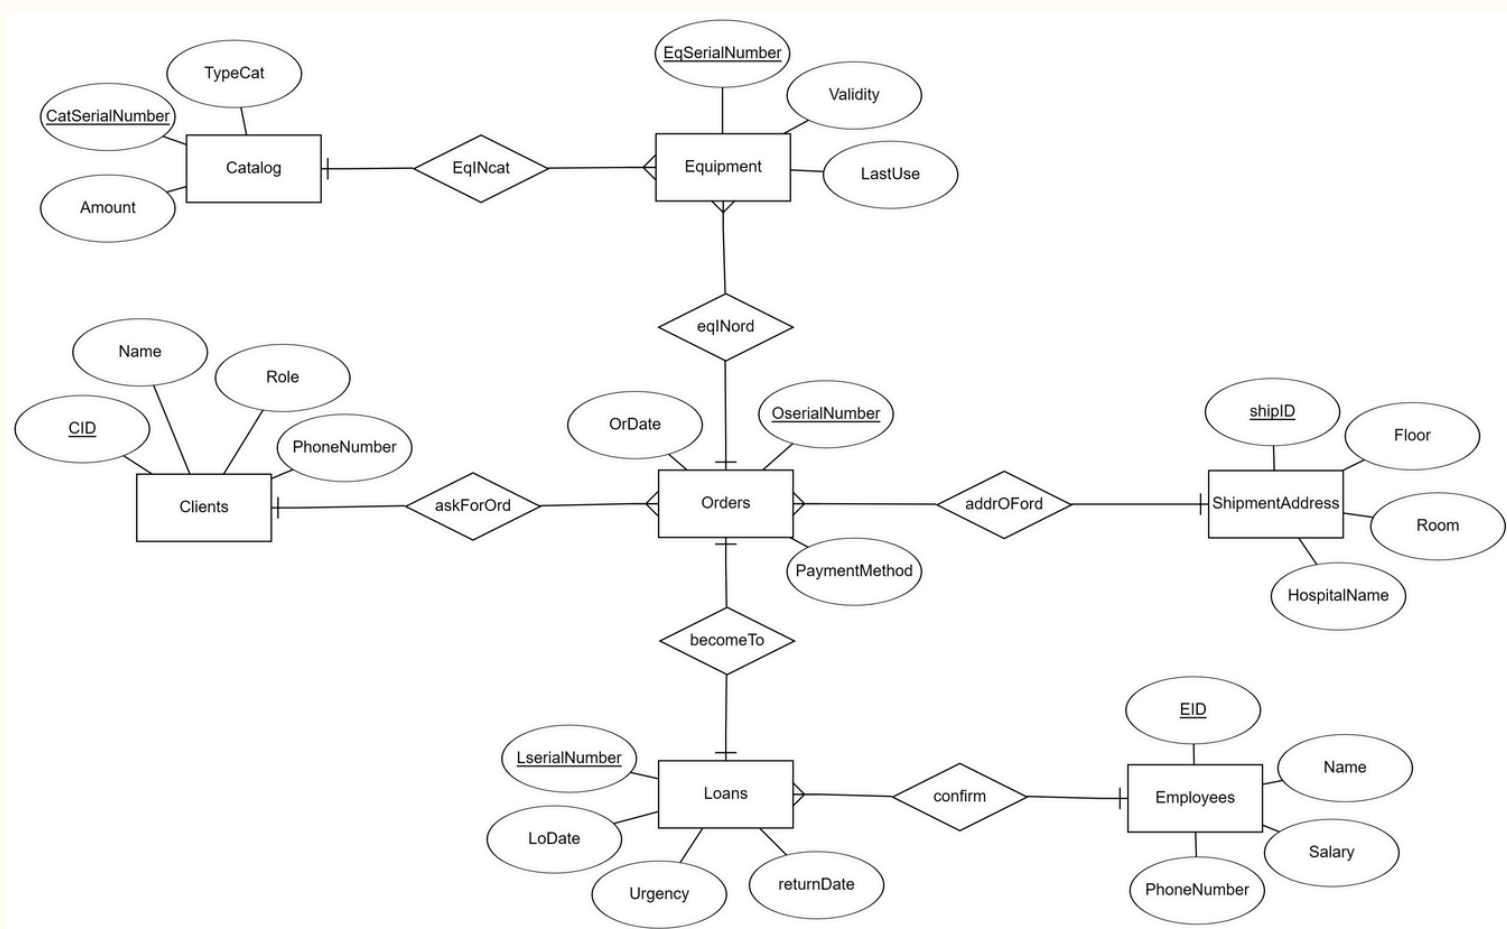 EqSerialNumber
TypeCat
Validity
CatSerialNumber
Catalog
EqINcat
Equipment
LastUse
Amount
eqINord
Name
Role
OrDate
OserialNumber
shipID
CID
PhoneNumber
Floor
Clients
askForOrd
Orders
addrOFord
ShipmentAddress
Room
PaymentMethod
HospitalName
becomeTo
EID
LserialNumber
Name
Loans
confirm
Employees
LoDate
Salary
Urgency
returnDate
PhoneNumber